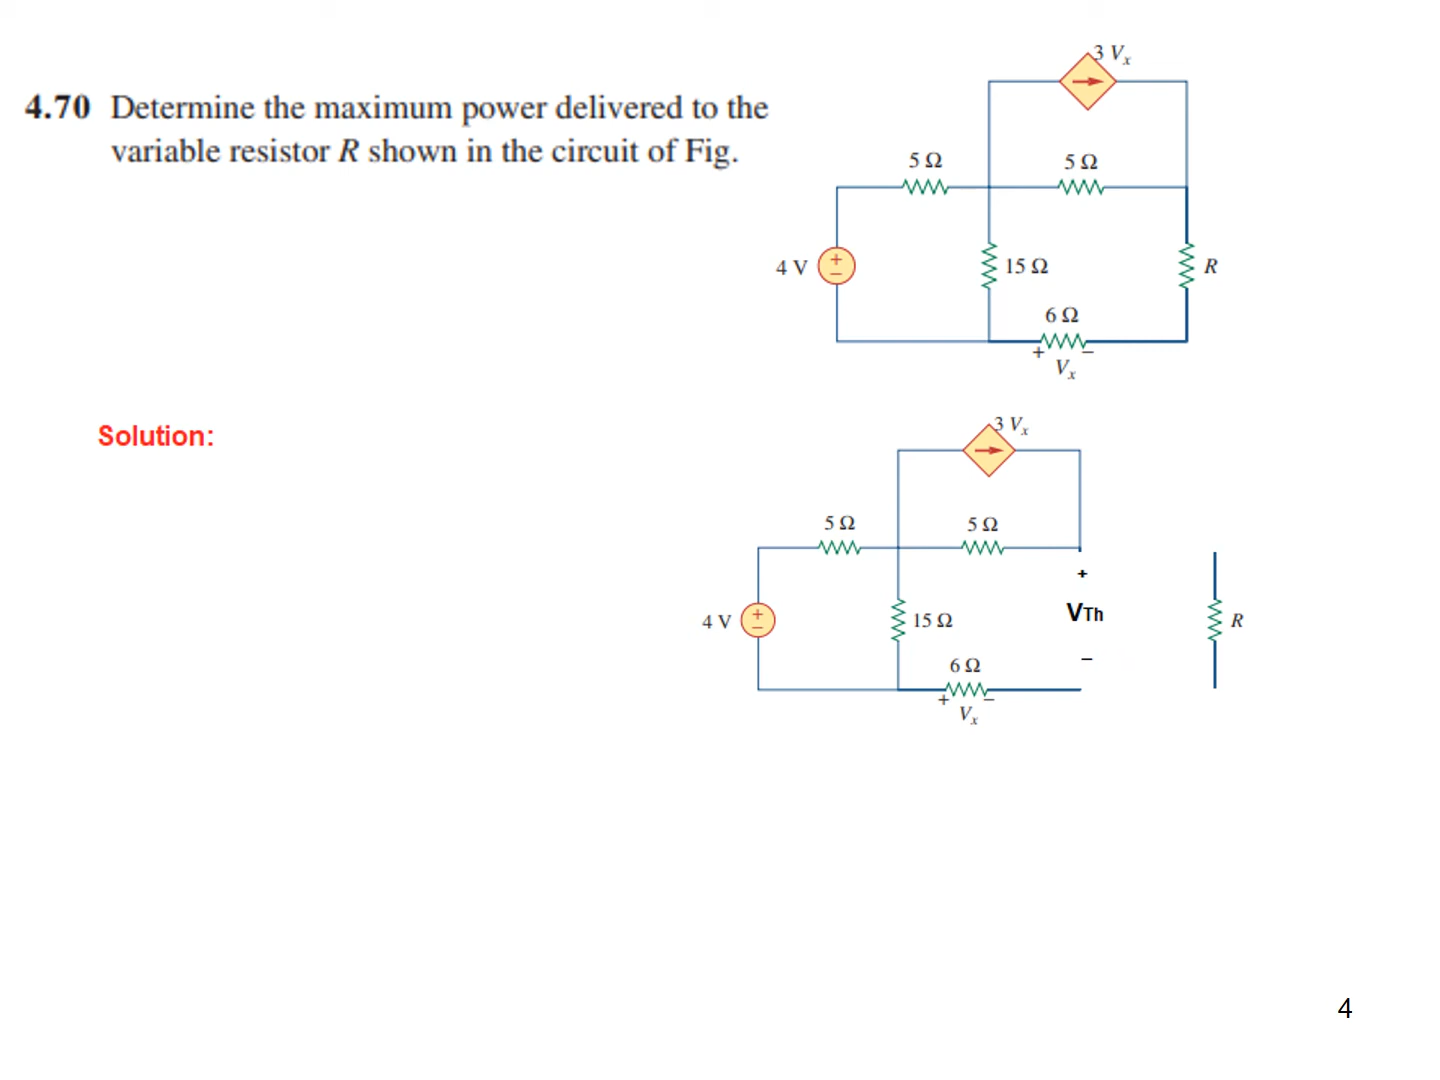 3 Vx
4.70 Determine the maximum power delivered to the
variable resistor R shown in the circuit of Fig.
5 Ω
5 Ω
4 V
+
−
15 Ω
R
6 Ω
+
−
Vx
Solution:
3 Vx
5 Ω
5 Ω
+
4 V
+
−
15 Ω
VTh
R
−
6 Ω
+
−
Vx
4